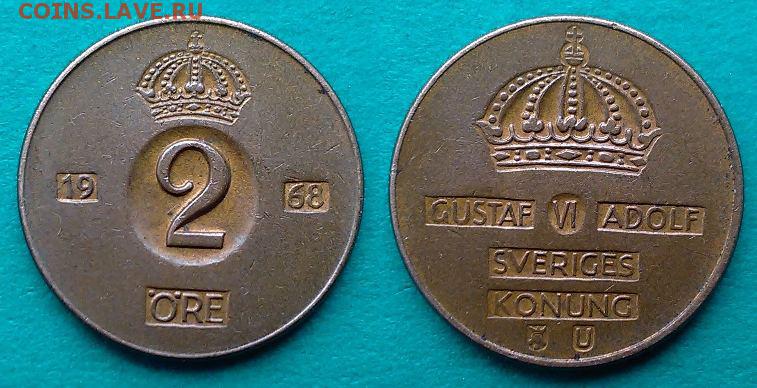 COINS.LAVE.RU
2
19 68
ÖRE
GUSTAF VI ADOLF
SVERIGES
KONUNG
U